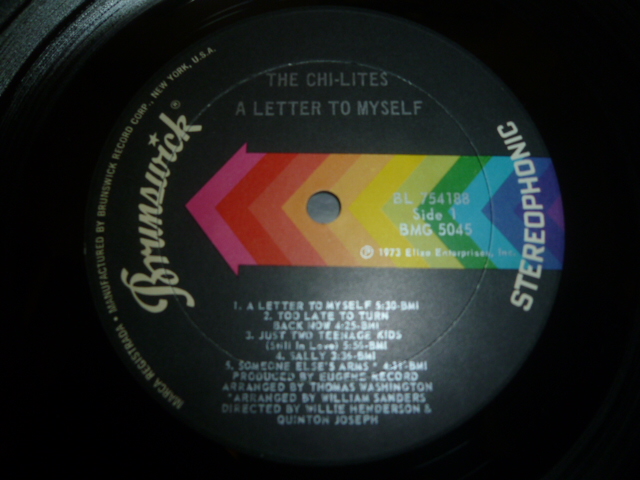 THE CHI-LITES
A LETTER TO MYSELF
Brunswick®
STEREOPHONIC
BL 754188
Side 1
BMG 5045
℗ 1973 Eliee Enterprises, Inc.
1. A LETTER TO MYSELF 5:30-BMI
2. TOO LATE TO TURN
BACK NOW 4:25-BMI
3. JUST TWO TEENAGE KIDS
(Still In Love) 5:56-BMI
4. SALLY 3:36-BMI
5. SOMEONE ELSE'S ARMS * 4:31-BMI
PRODUCED BY EUGENE RECORD
ARRANGED BY THOMAS WASHINGTON
*ARRANGED BY WILLIAM SANDERS
DIRECTED BY WILLIE HENDERSON &
QUINTON JOSEPH
MARCA REGISTRADA • MANUFACTURED BY BRUNSWICK RECORD CORP., NEW YORK, U.S.A.